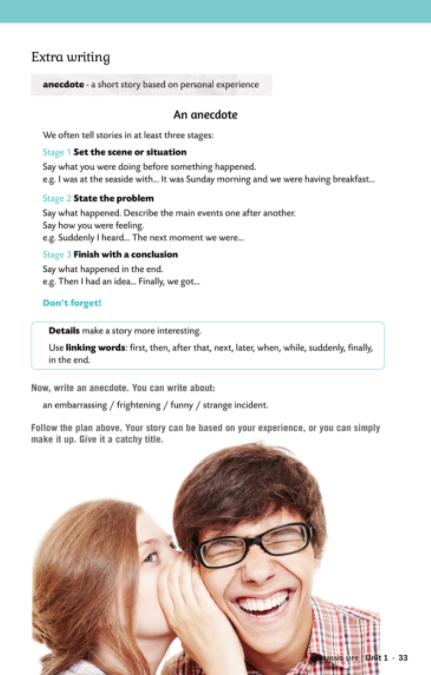 Extra writing
anecdote - a short story based on personal experience
An anecdote
We often tell stories in at least three stages:
Stage 1 Set the scene or situation
Say what you were doing before something happened.
e.g. I was at the seaside with... It was Sunday morning and we were having breakfast...
Stage 2 State the problem
Say what happened. Describe the main events one after another.
Say how you were feeling.
e.g. Suddenly I heard... The next moment we were...
Stage 3 Finish with a conclusion
Say what happened in the end.
e.g. Then I had an idea... Finally, we got...
Don't forget!
Details make a story more interesting.
Use linking words: first, then, after that, next, later, when, while, suddenly, finally,
in the end.
Now, write an anecdote. You can write about:
an embarrassing / frightening / funny / strange incident.
Follow the plan above. Your story can be based on your experience, or you can simply
make it up. Give it a catchy title.
LIFE | Unit 1 · 33